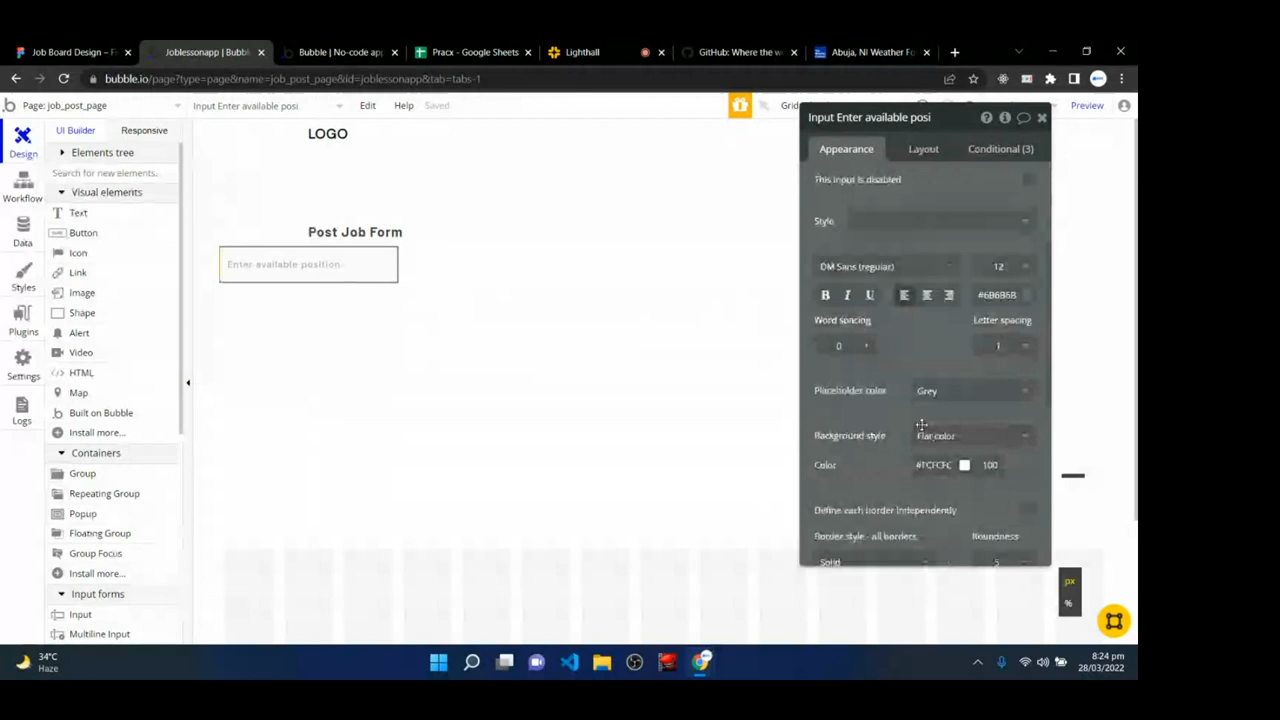 Job Board Design – Fi
Joblessonapp | Bubbl
Bubble | No-code app
Pracx - Google Sheets
Lighthall
GitHub: Where the w
Abuja, NI Weather Fo
bubble.io/page?type=page&name=job_post_page&id=joblessonapp&tab=tabs-1
Page: job_post_page
Input Enter available posi
Edit
Help
Saved
Preview
Design
Workflow
Data
Styles
Plugins
Settings
Logs
UI Builder
Responsive
Elements tree
Search for new elements...
Visual elements
Text
Button
Icon
Link
Image
Shape
Alert
Video
HTML
Map
Built on Bubble
Install more...
Containers
Group
Repeating Group
Popup
Floating Group
Group Focus
Install more...
Input forms
Input
Multiline Input
LOGO
Post Job Form
Enter available position
Input Enter available posi
Appearance
Layout
Conditional (3)
This input is disabled
Style
DM Sans (regular)
12
B I U
#6B6B6B
Word spacing
Letter spacing
0
1
Placeholder color
Grey
Background style
Flat color
Color
#FCFCFC
100
Define each border independently
Border style - all borders
Roundness
Solid
5
px
%
34°C
Haze
8:24 pm
28/03/2022